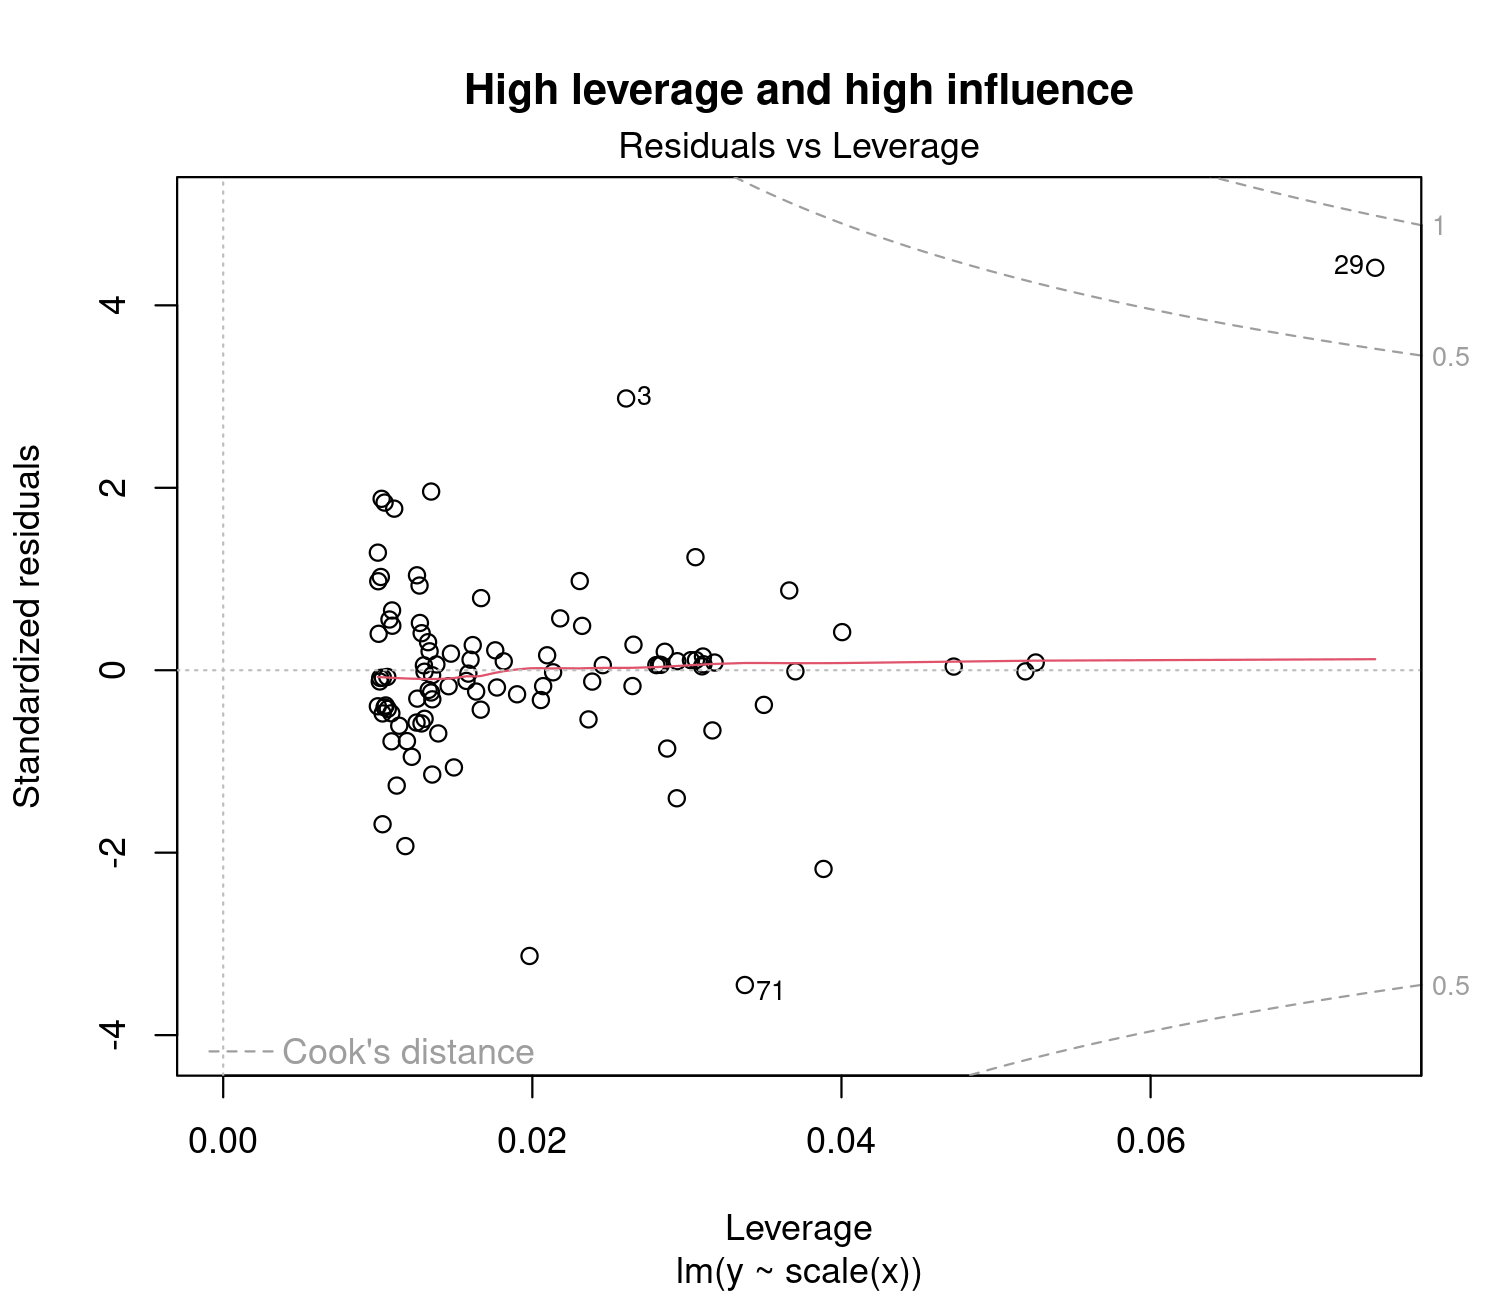 High leverage and high influence
Residuals vs Leverage
1
29
4
0.5
3
2
Standardized residuals
0
-2
71
0.5
-4
Cook's distance
0.00 0.02 0.04 0.06
Leverage
lm(y ~ scale(x))